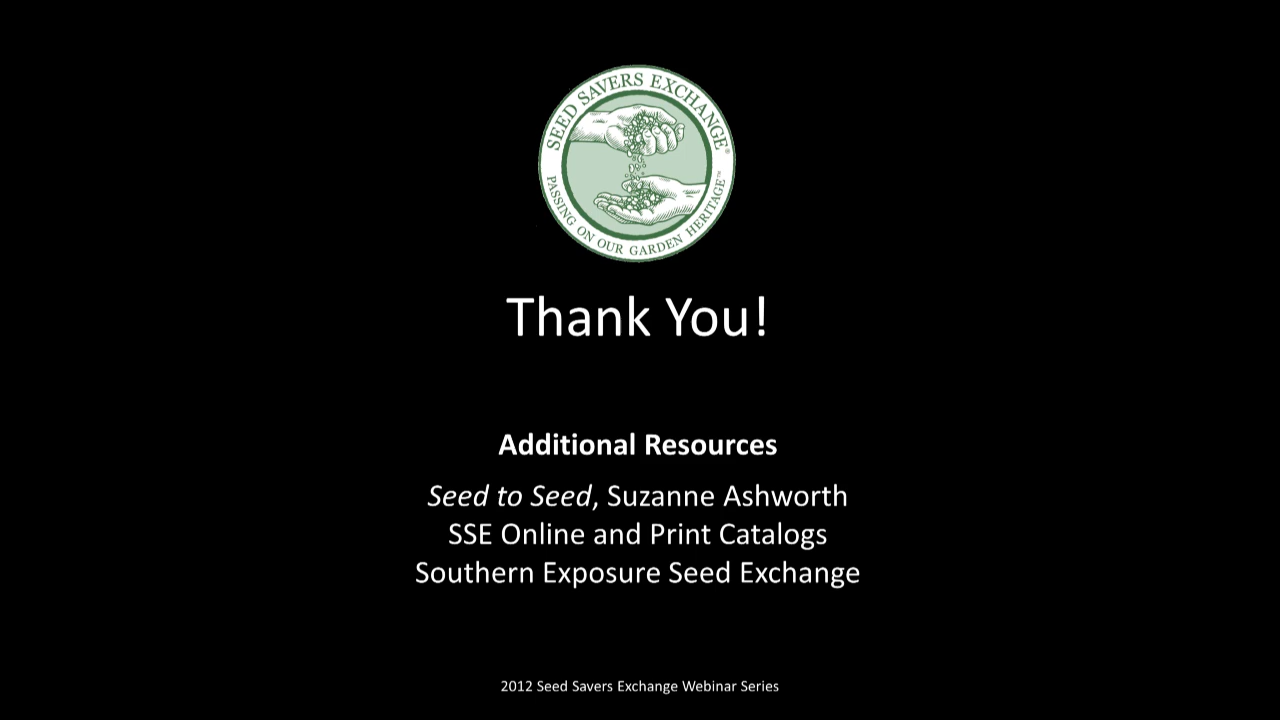 SEED SAVERS EXCHANGE®
PASSING ON OUR GARDEN HERITAGE™
Thank You!
Additional Resources
Seed to Seed, Suzanne Ashworth
SSE Online and Print Catalogs
Southern Exposure Seed Exchange
2012 Seed Savers Exchange Webinar Series